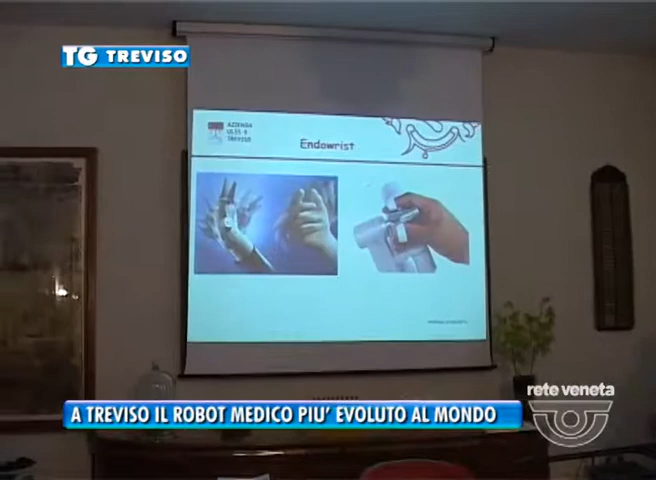 TG TREVISO
AZIENDA
ULSS 9
TREVISO
Endowrist
rete veneta
A TREVISO IL ROBOT MEDICO PIU' EVOLUTO AL MONDO